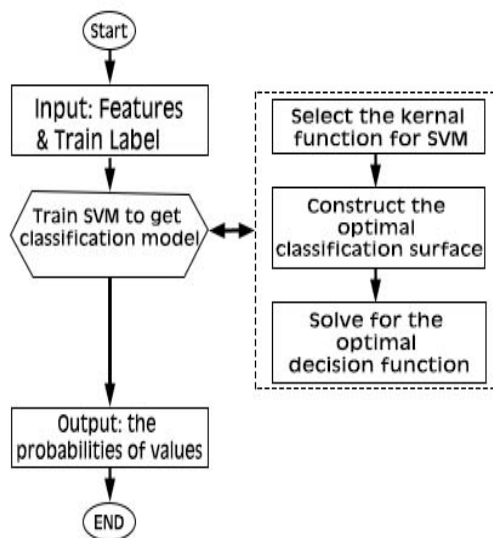 Start
Input: Features
& Train Label
Train SVM to get
classification model
Output: the
probabilities of values
END
Select the kernal
function for SVM
Construct the
optimal
classification surface
Solve for the
optimal
decision function